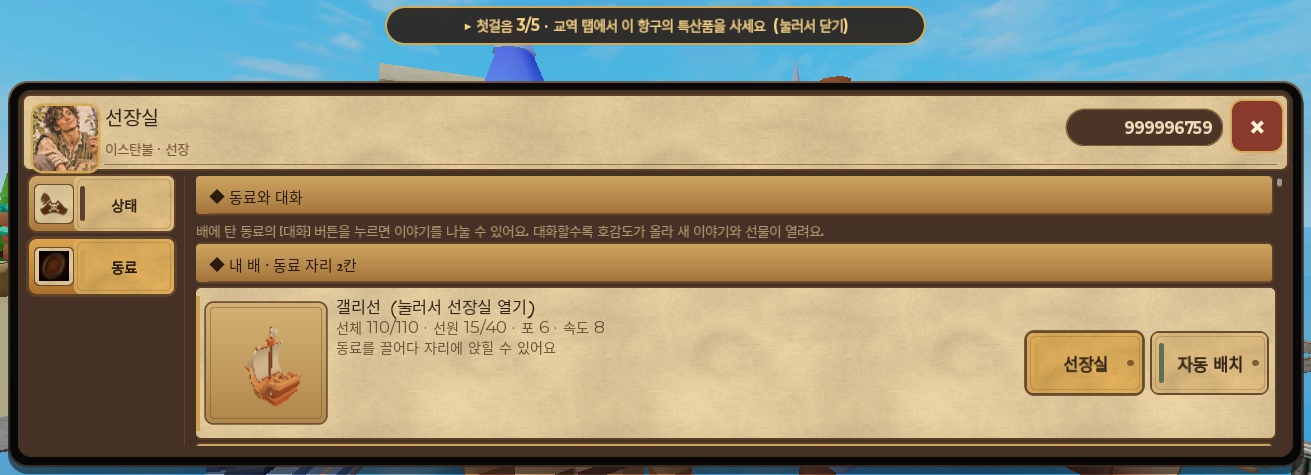 ▸ 첫걸음 3/5 · 교역 탭에서 이 항구의 특산품을 사세요 (눌러서 닫기)
선장실
이스탄불 · 선장
999996759
×
상태
동료
◆ 동료와 대화
배에 탄 동료의 [대화] 버튼을 누르면 이야기를 나눌 수 있어요. 대화할수록 호감도가 올라 새 이야기와 선물이 열려요.
◆ 내 배 · 동료 자리 2칸
갤리선 (눌러서 선장실 열기)
선체 110/110 · 선원 15/40 · 포 6 · 속도 8
동료를 끌어다 자리에 앉힐 수 있어요
선장실
자동 배치